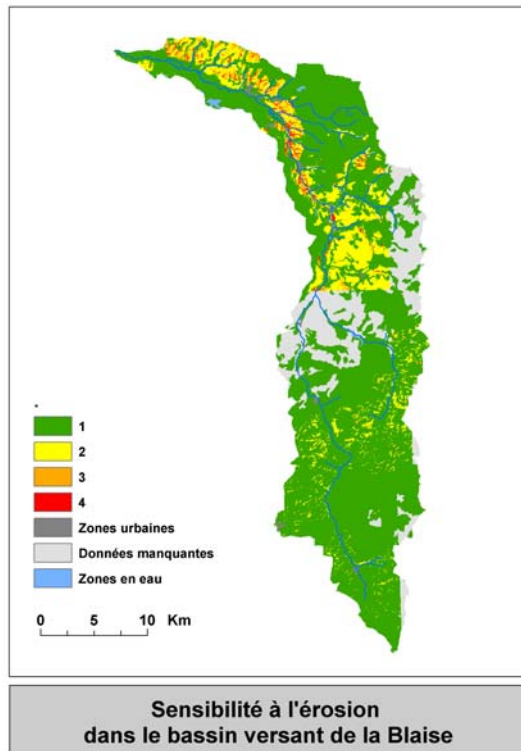 1
2
3
4
Zones urbaines
Données manquantes
Zones en eau
0 10 Km
Sensibilité à l'érosion
dans le bassin versant de la Blaise